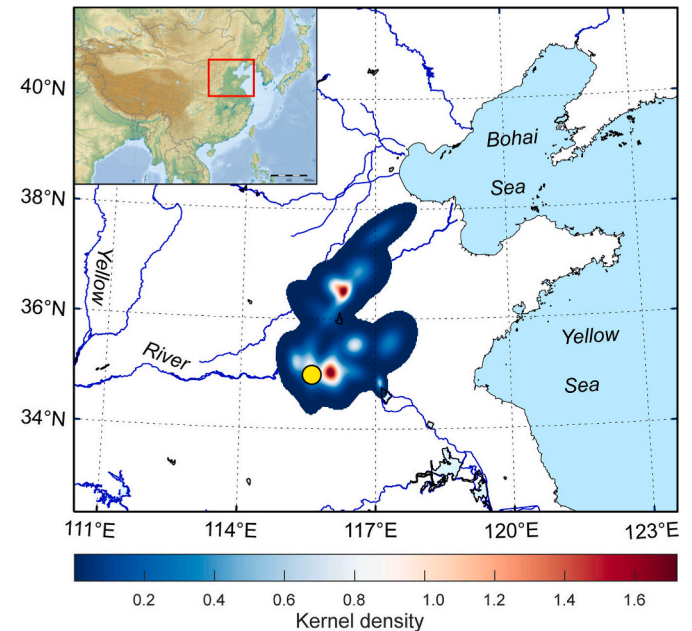 40°N
38°N
36°N
34°N
Bohai
Sea
Yellow
River
Yellow
Sea
111°E 114°E 117°E 120°E 123°E
0.2 0.4 0.6 0.8 1.0 1.2 1.4 1.6
Kernel density